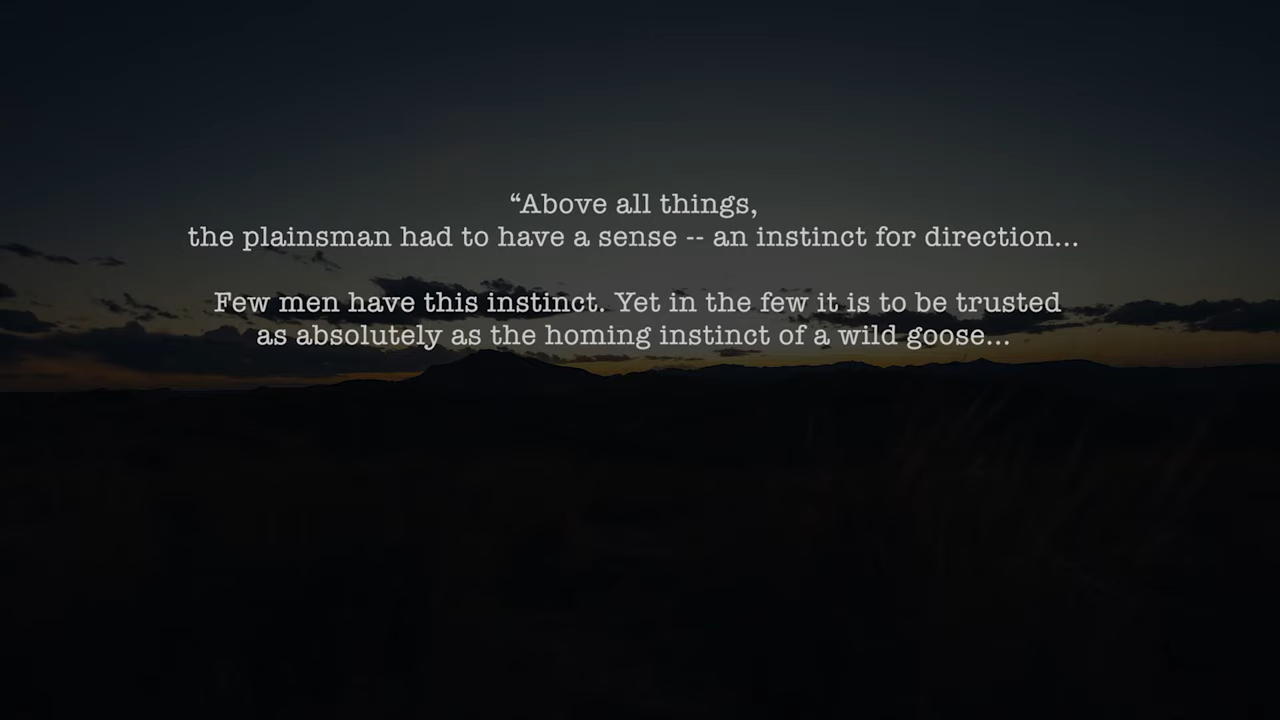 “Above all things,
the plainsman had to have a sense -- an instinct for direction...
Few men have this instinct. Yet in the few it is to be trusted
as absolutely as the homing instinct of a wild goose...